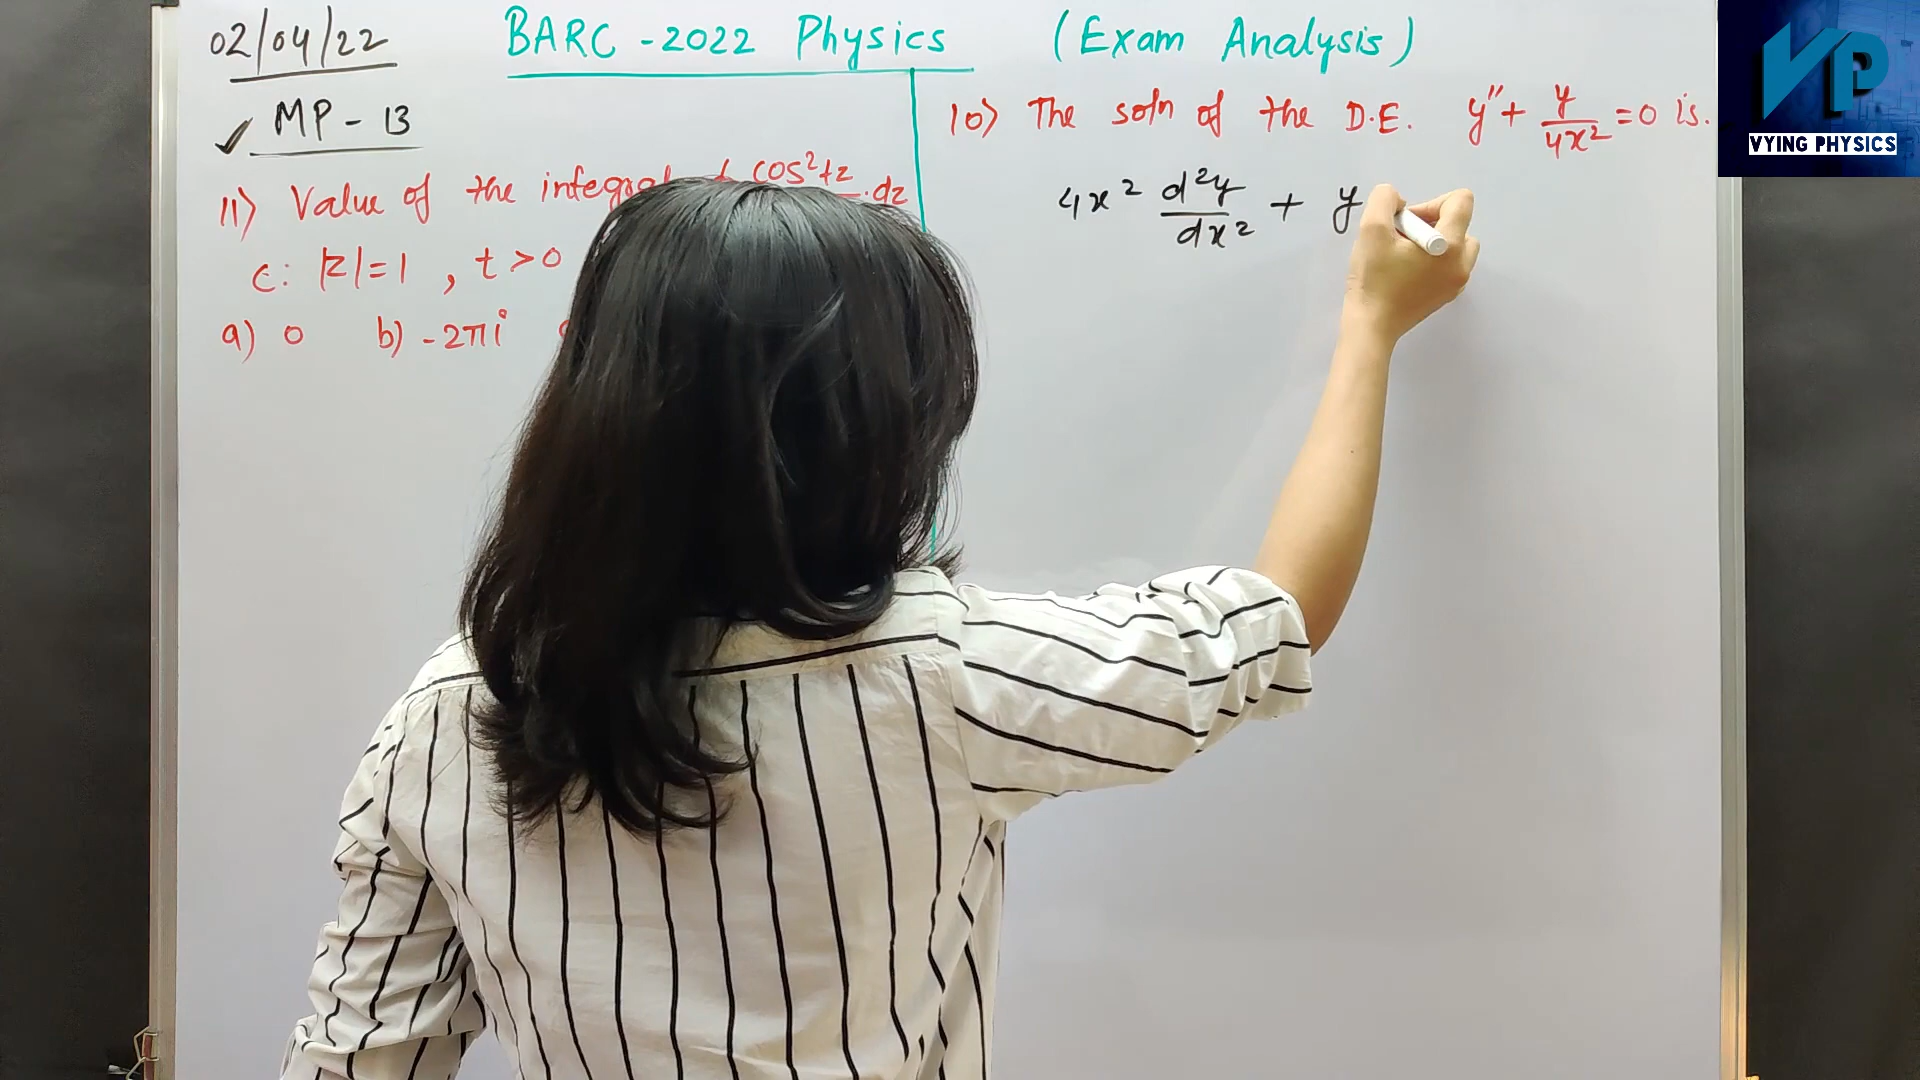 02/04/22 BARC - 2022 Physics (Exam Analysis)
✓ MP - 13
11) Value of the integral cos²tz dz
c: |z|=1 , t>0
a) 0 b) -2πi
10) The soln of the D.E. y″ + y/4x² = 0 is.
4x² d²y/dx² + y
VP
VYING PHYSICS